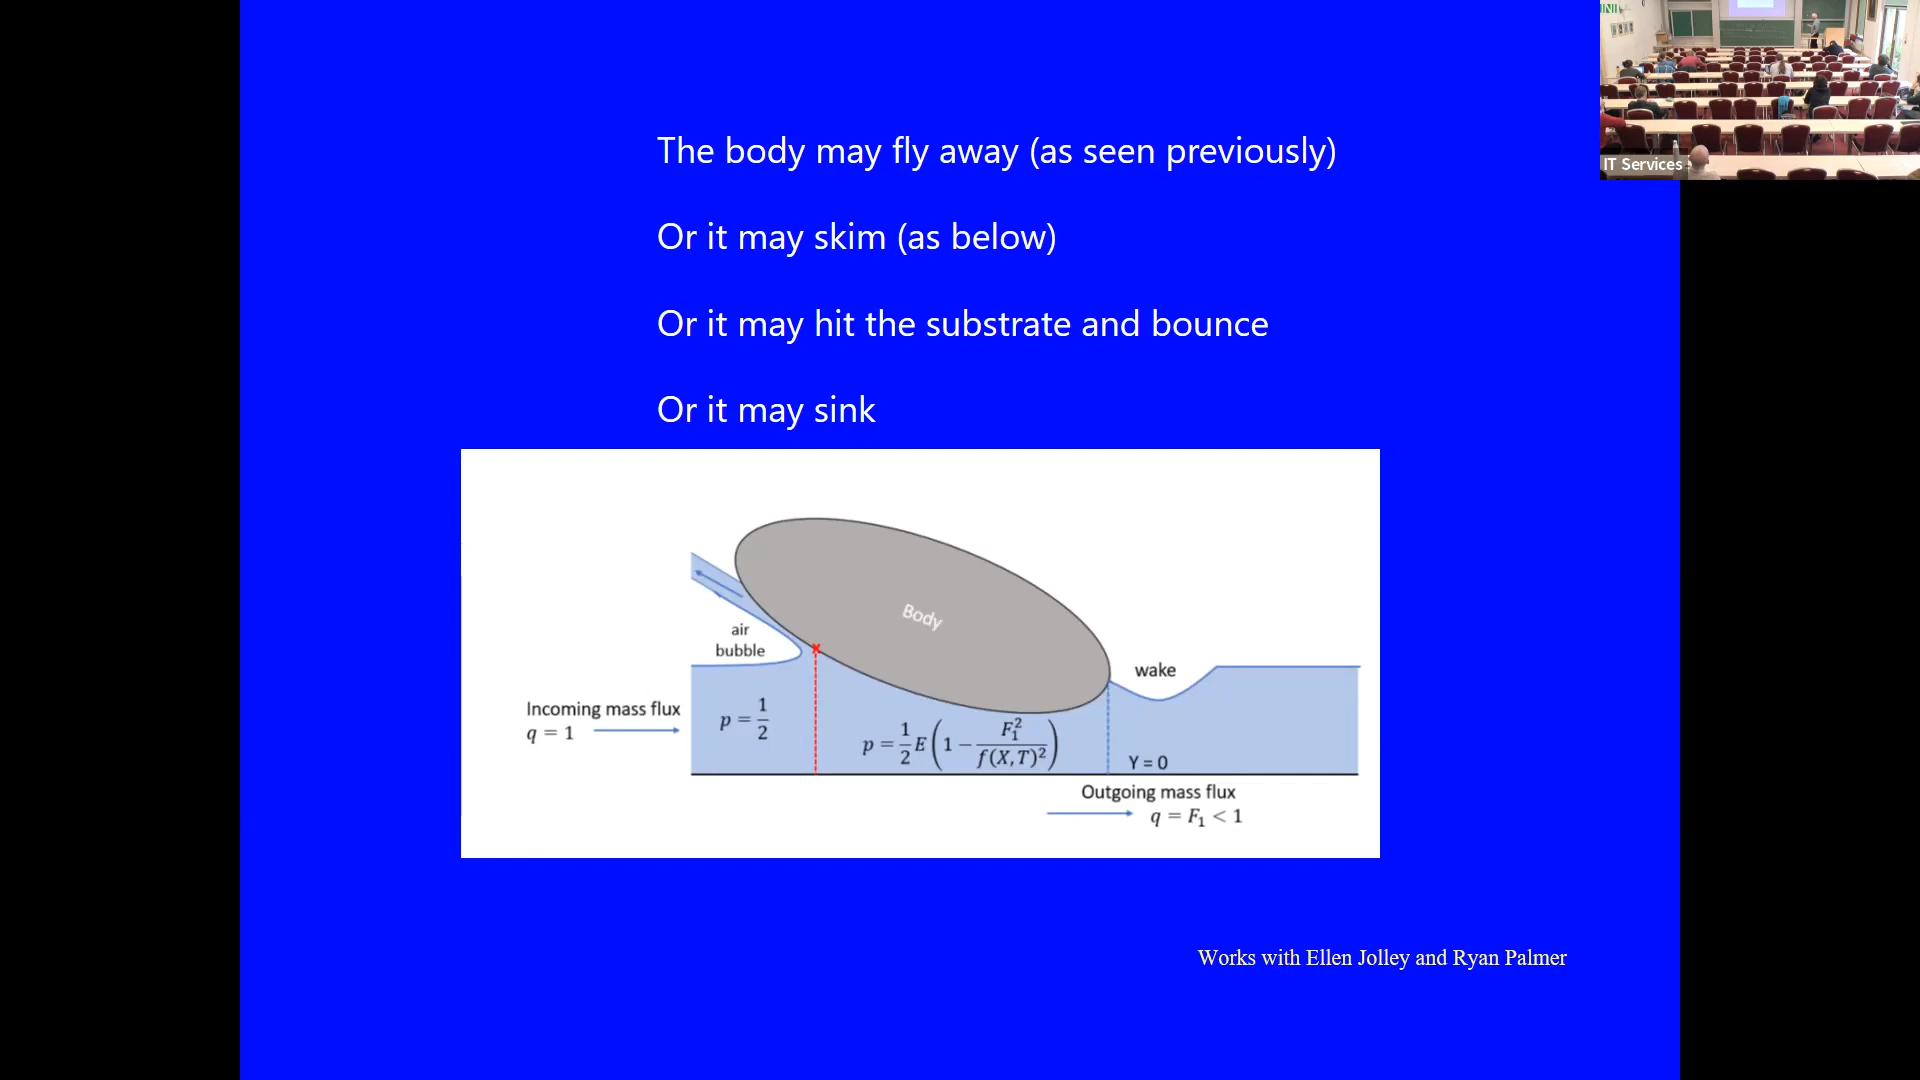 The body may fly away (as seen previously)
IT Services
Or it may skim (as below)
Or it may hit the substrate and bounce
Or it may sink
Body
air
bubble
wake
Incoming mass flux
q = 1
p = 1/2
p = 1/2 E(1 − F₁²/f(X,T)²)
Y = 0
Outgoing mass flux
q = F₁ < 1
Works with Ellen Jolley and Ryan Palmer